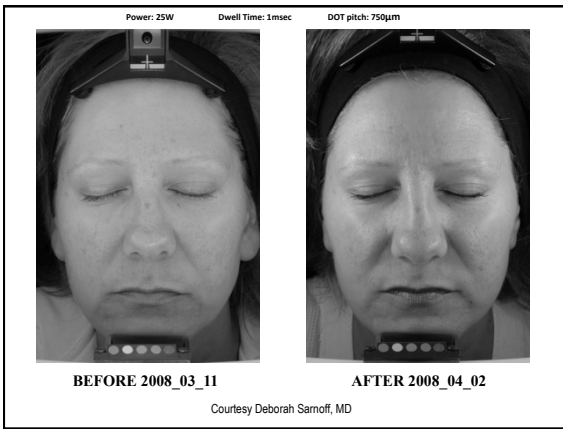 Power: 25W Dwell Time: 1msec DOT pitch: 750μm
BEFORE 2008_03_11 AFTER 2008_04_02
Courtesy Deborah Sarnoff, MD